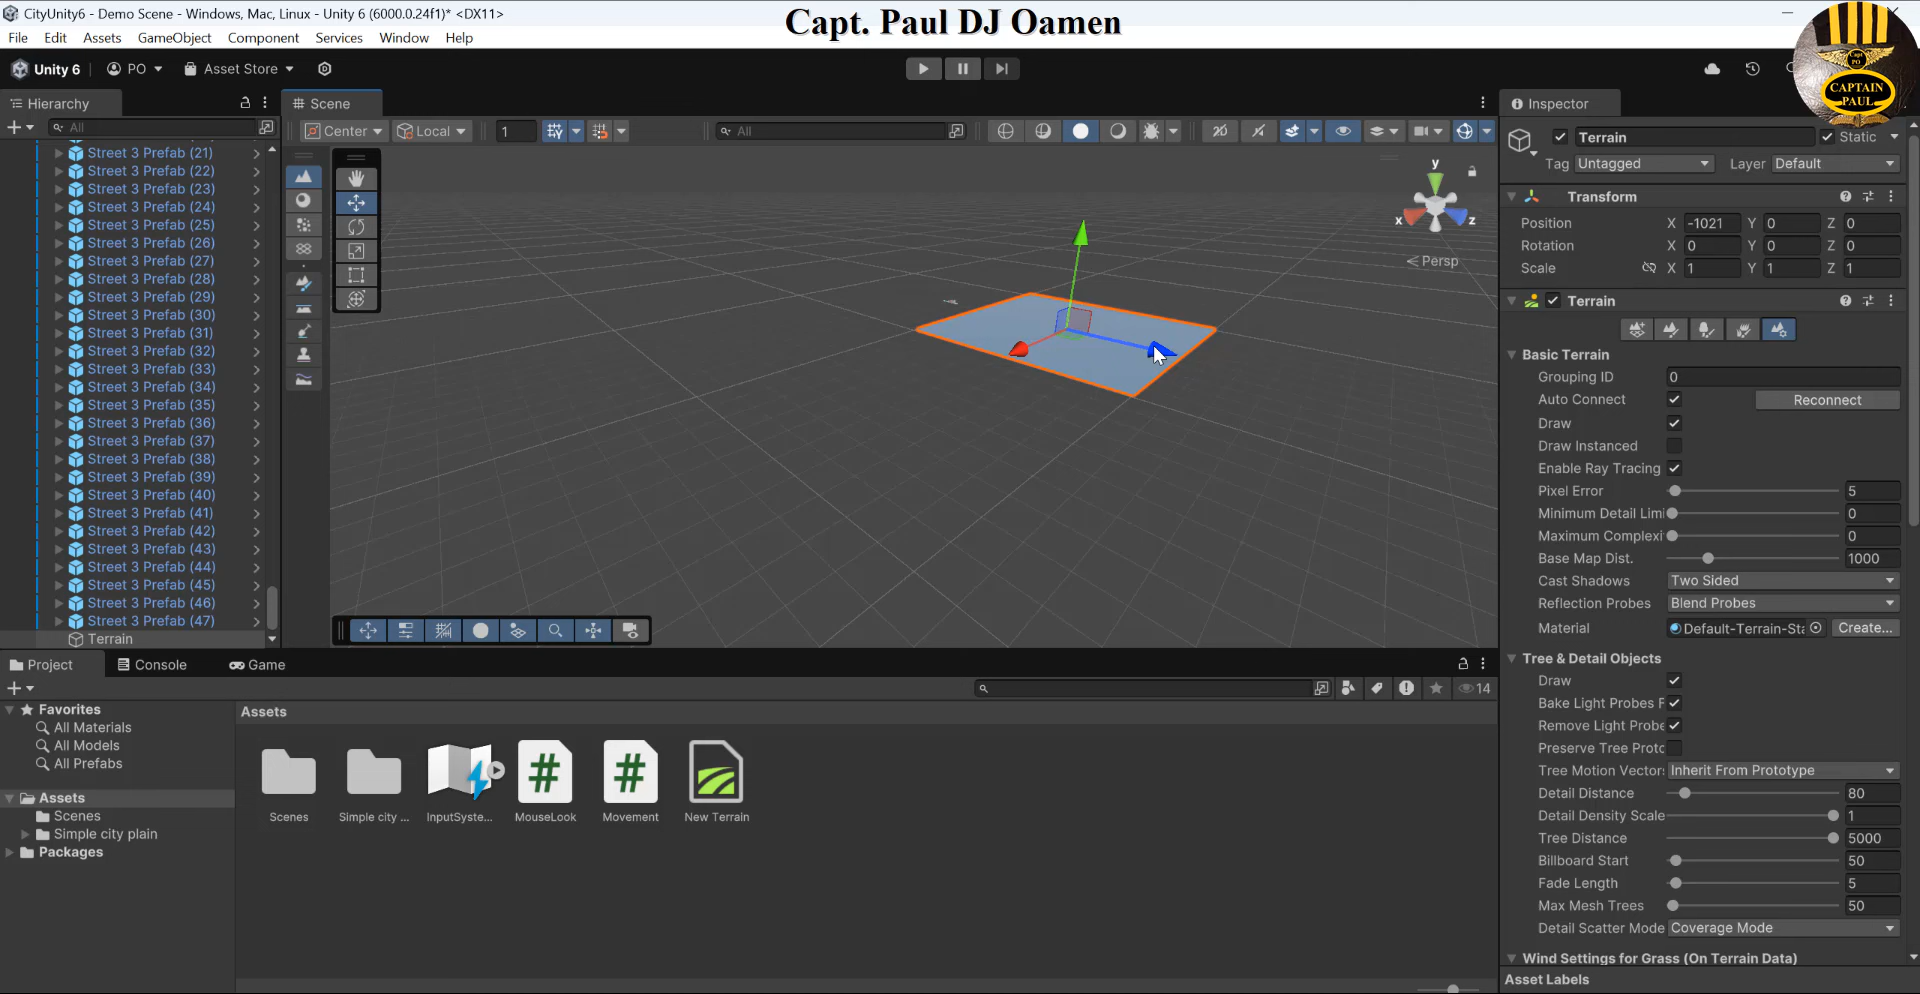 CityUnity6 - Demo Scene - Windows, Mac, Linux - Unity 6 (6000.0.24f1)* <DX11>
Capt. Paul DJ Oamen
File Edit Assets GameObject Component Services Window Help
Unity 6 PO Asset Store
CAPTAIN
PAUL
Hierarchy
All
Street 3 Prefab (21)
Street 3 Prefab (22)
Street 3 Prefab (23)
Street 3 Prefab (24)
Street 3 Prefab (25)
Street 3 Prefab (26)
Street 3 Prefab (27)
Street 3 Prefab (28)
Street 3 Prefab (29)
Street 3 Prefab (30)
Street 3 Prefab (31)
Street 3 Prefab (32)
Street 3 Prefab (33)
Street 3 Prefab (34)
Street 3 Prefab (35)
Street 3 Prefab (36)
Street 3 Prefab (37)
Street 3 Prefab (38)
Street 3 Prefab (39)
Street 3 Prefab (40)
Street 3 Prefab (41)
Street 3 Prefab (42)
Street 3 Prefab (43)
Street 3 Prefab (44)
Street 3 Prefab (45)
Street 3 Prefab (46)
Street 3 Prefab (47)
Terrain
Scene
Center Local 1 All 2D
y
x z
Persp
Inspector
Terrain Static
Tag Untagged Layer Default
Transform
Position X -1021 Y 0 Z 0
Rotation X 0 Y 0 Z 0
Scale X 1 Y 1 Z 1
Terrain
Basic Terrain
Grouping ID 0
Auto Connect Reconnect
Draw
Draw Instanced
Enable Ray Tracing
Pixel Error 5
Minimum Detail Limi 0
Maximum Complexi 0
Base Map Dist. 1000
Cast Shadows Two Sided
Reflection Probes Blend Probes
Material Default-Terrain-Sta Create...
Tree & Detail Objects
Draw
Bake Light Probes F
Remove Light Probe
Preserve Tree Proto
Tree Motion Vector: Inherit From Prototype
Detail Distance 80
Detail Density Scale 1
Tree Distance 5000
Billboard Start 50
Fade Length 5
Max Mesh Trees 50
Detail Scatter Mode Coverage Mode
Wind Settings for Grass (On Terrain Data)
Asset Labels
Project Console Game
14
Favorites
All Materials
All Models
All Prefabs
Assets
Scenes
Simple city plain
Packages
Assets
Scenes
Simple city ...
InputSyste...
MouseLook
Movement
New Terrain